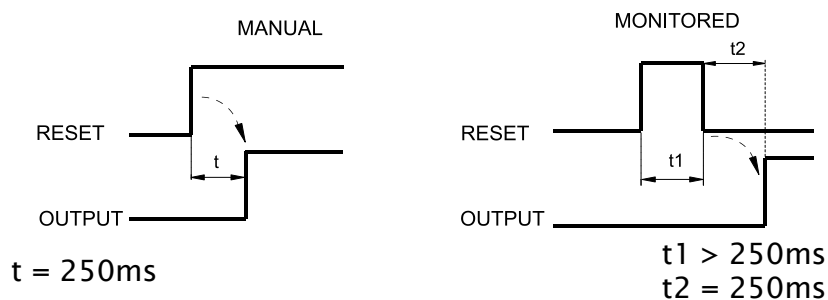 MANUAL
RESET
t
OUTPUT
t = 250ms
MONITORED
t2
RESET
t1
OUTPUT
t1 > 250ms
t2 = 250ms